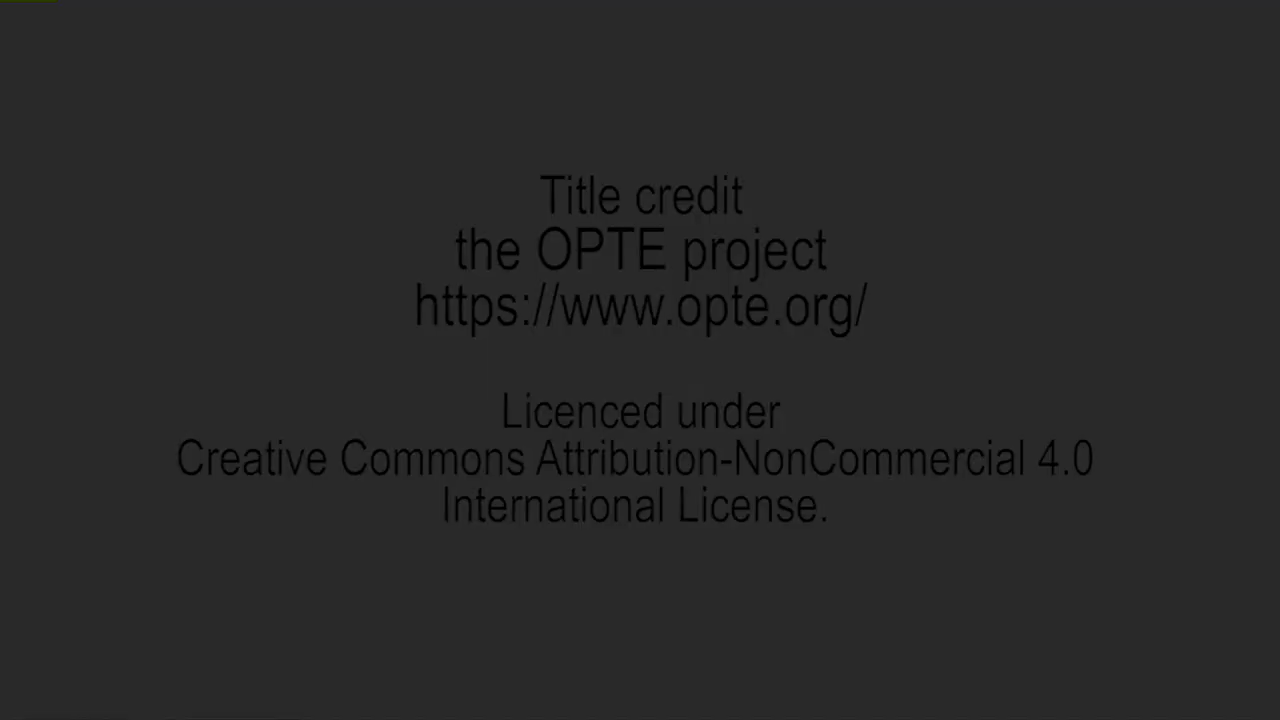 Title credit
the OPTE project
https://www.opte.org/
Licenced under
Creative Commons Attribution-NonCommercial 4.0
International License.